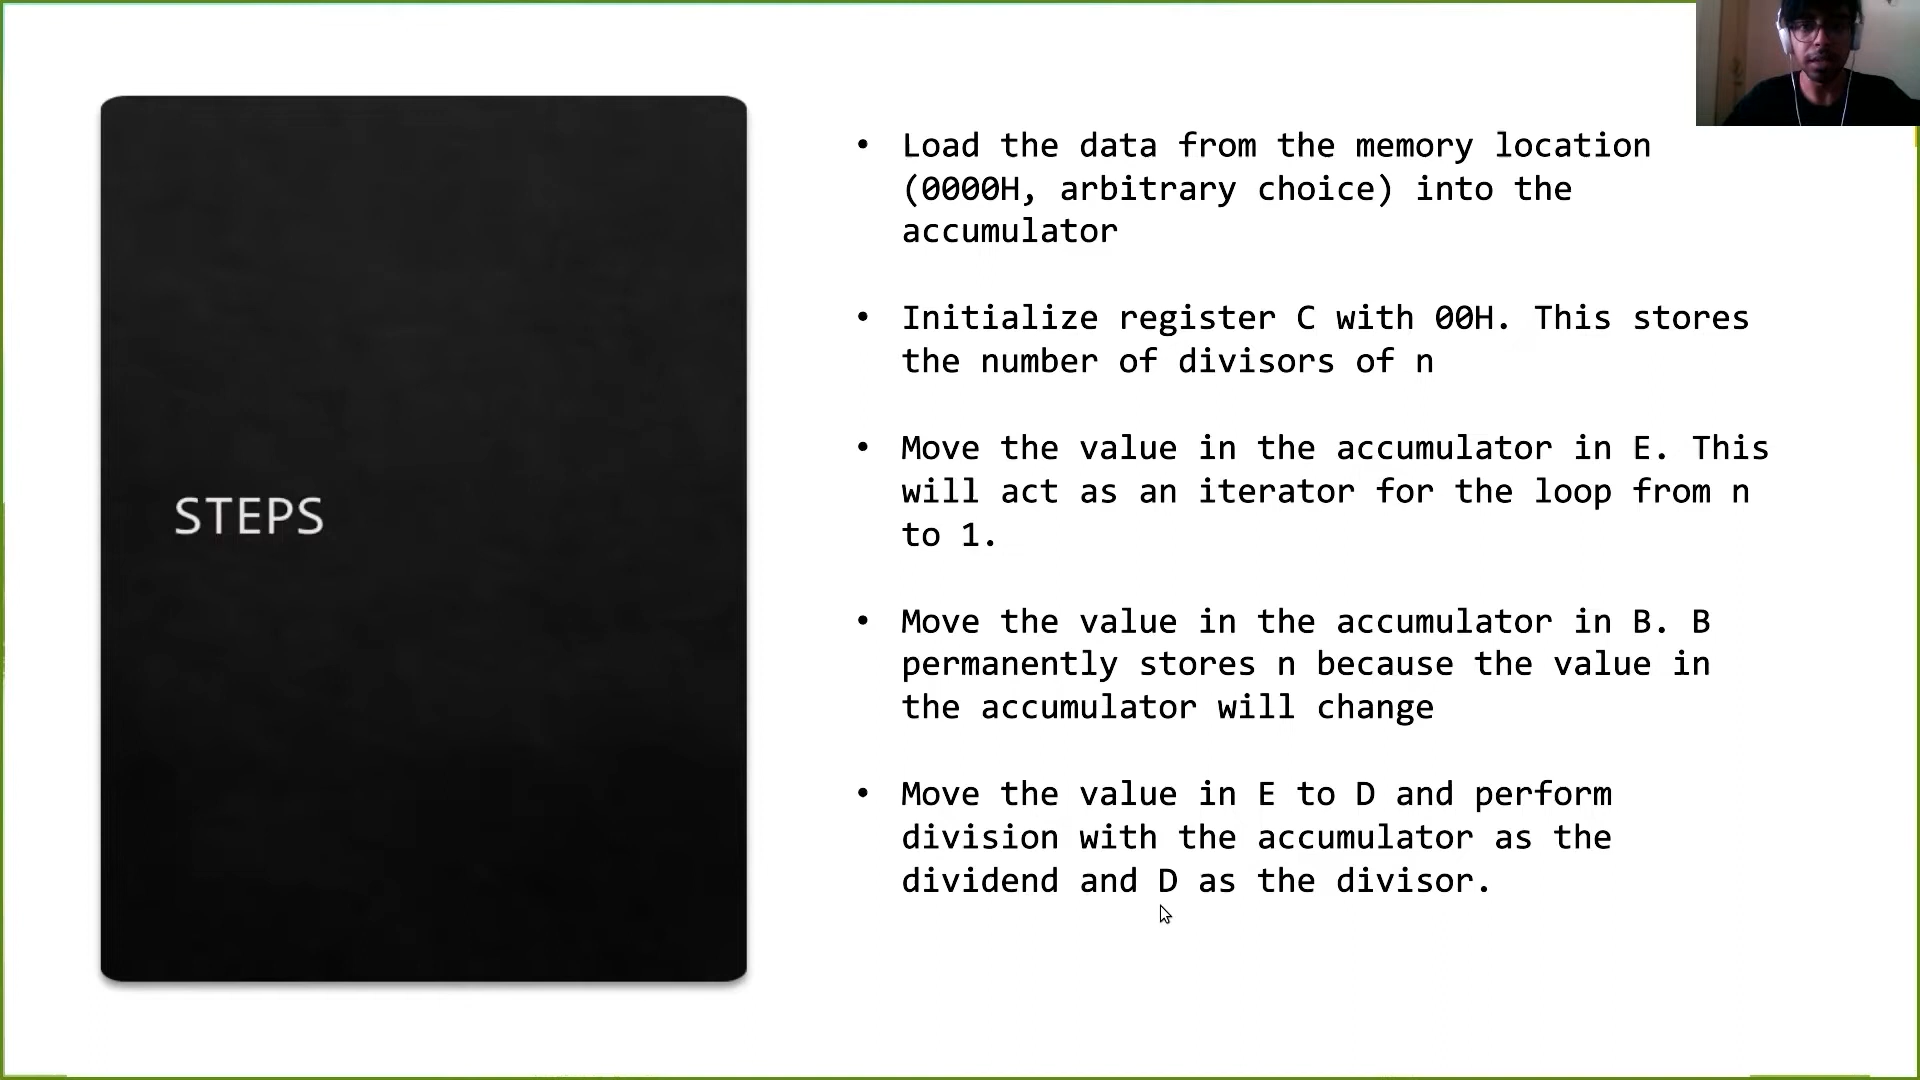 STEPS
• Load the data from the memory location
(0000H, arbitrary choice) into the
accumulator
• Initialize register C with 00H. This stores
the number of divisors of n
• Move the value in the accumulator in E. This
will act as an iterator for the loop from n
to 1.
• Move the value in the accumulator in B. B
permanently stores n because the value in
the accumulator will change
• Move the value in E to D and perform
division with the accumulator as the
dividend and D as the divisor.